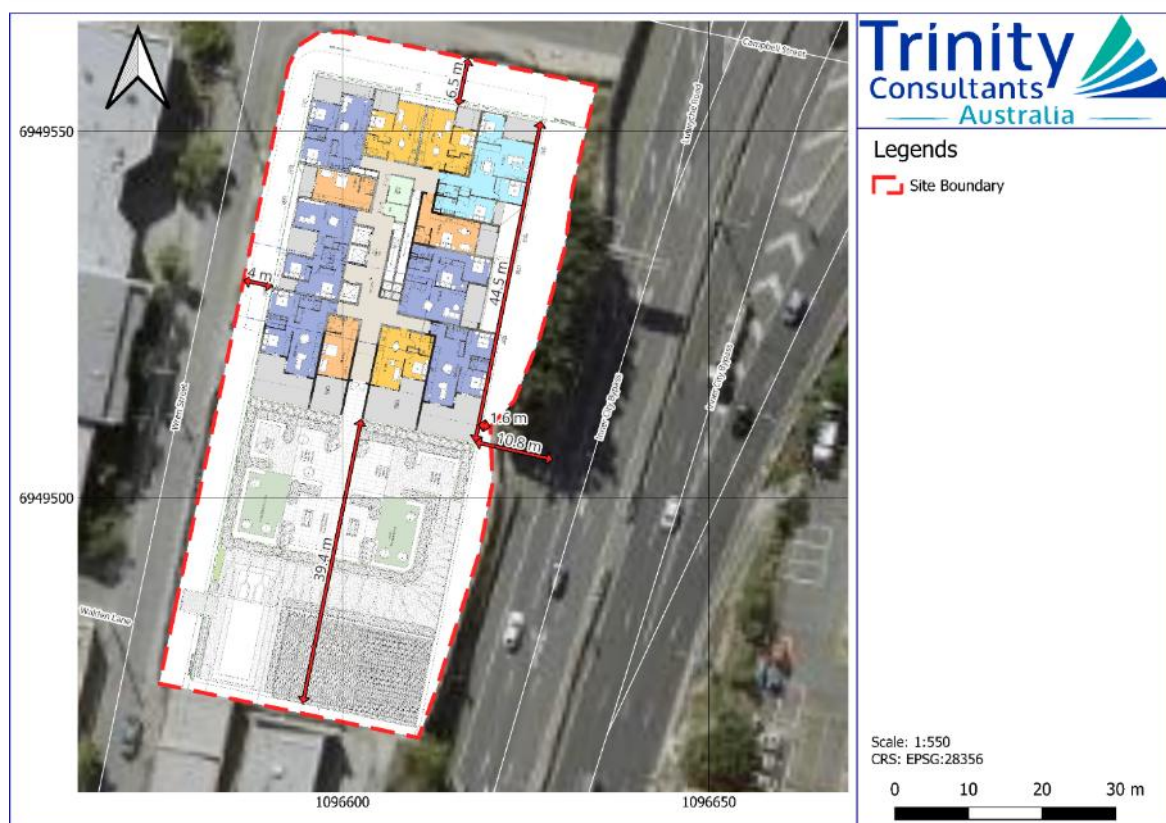 Trinity
Consultants
Australia
Legends
Site Boundary
Campbell Street
6.5 m
6949550
44.5 m
4 m
Inner City Bypass
Wren Street
1.6 m
10.8 m
Inner City Bypass
6949500
39.4 m
Walden Lane
Scale: 1:550
CRS: EPSG:28356
0 10 20 30 m
1096600
1096650